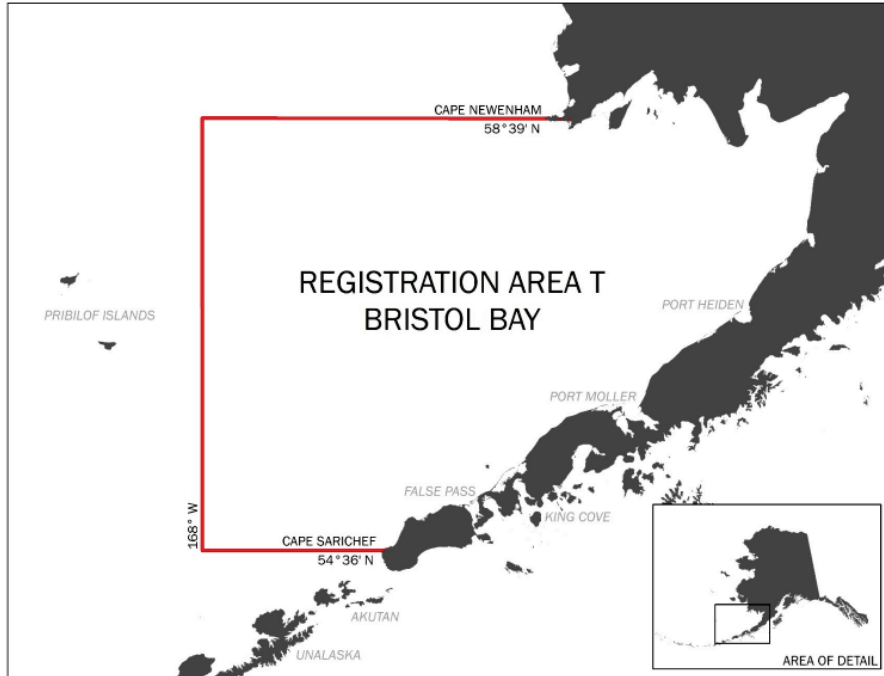 CAPE NEWENHAM
58°39' N
REGISTRATION AREA T
BRISTOL BAY
PRIBILOF ISLANDS
PORT HEIDEN
PORT MOLLER
FALSE PASS
KING COVE
168° W
CAPE SARICHEF
54°36' N
AKUTAN
UNALASKA
AREA OF DETAIL